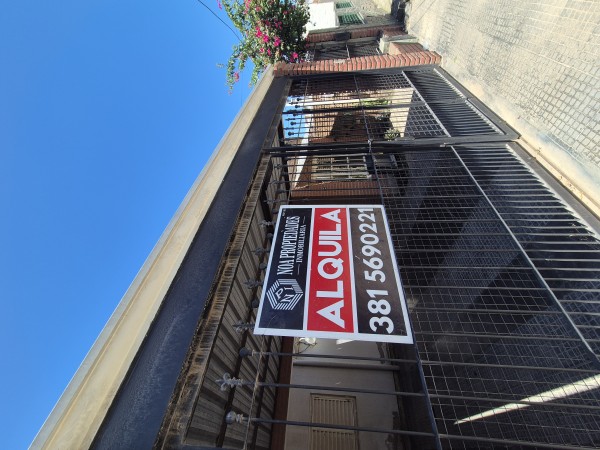 NOA PROPIEDADES
INMOBILIARIA
ALQUILA
381 5690221